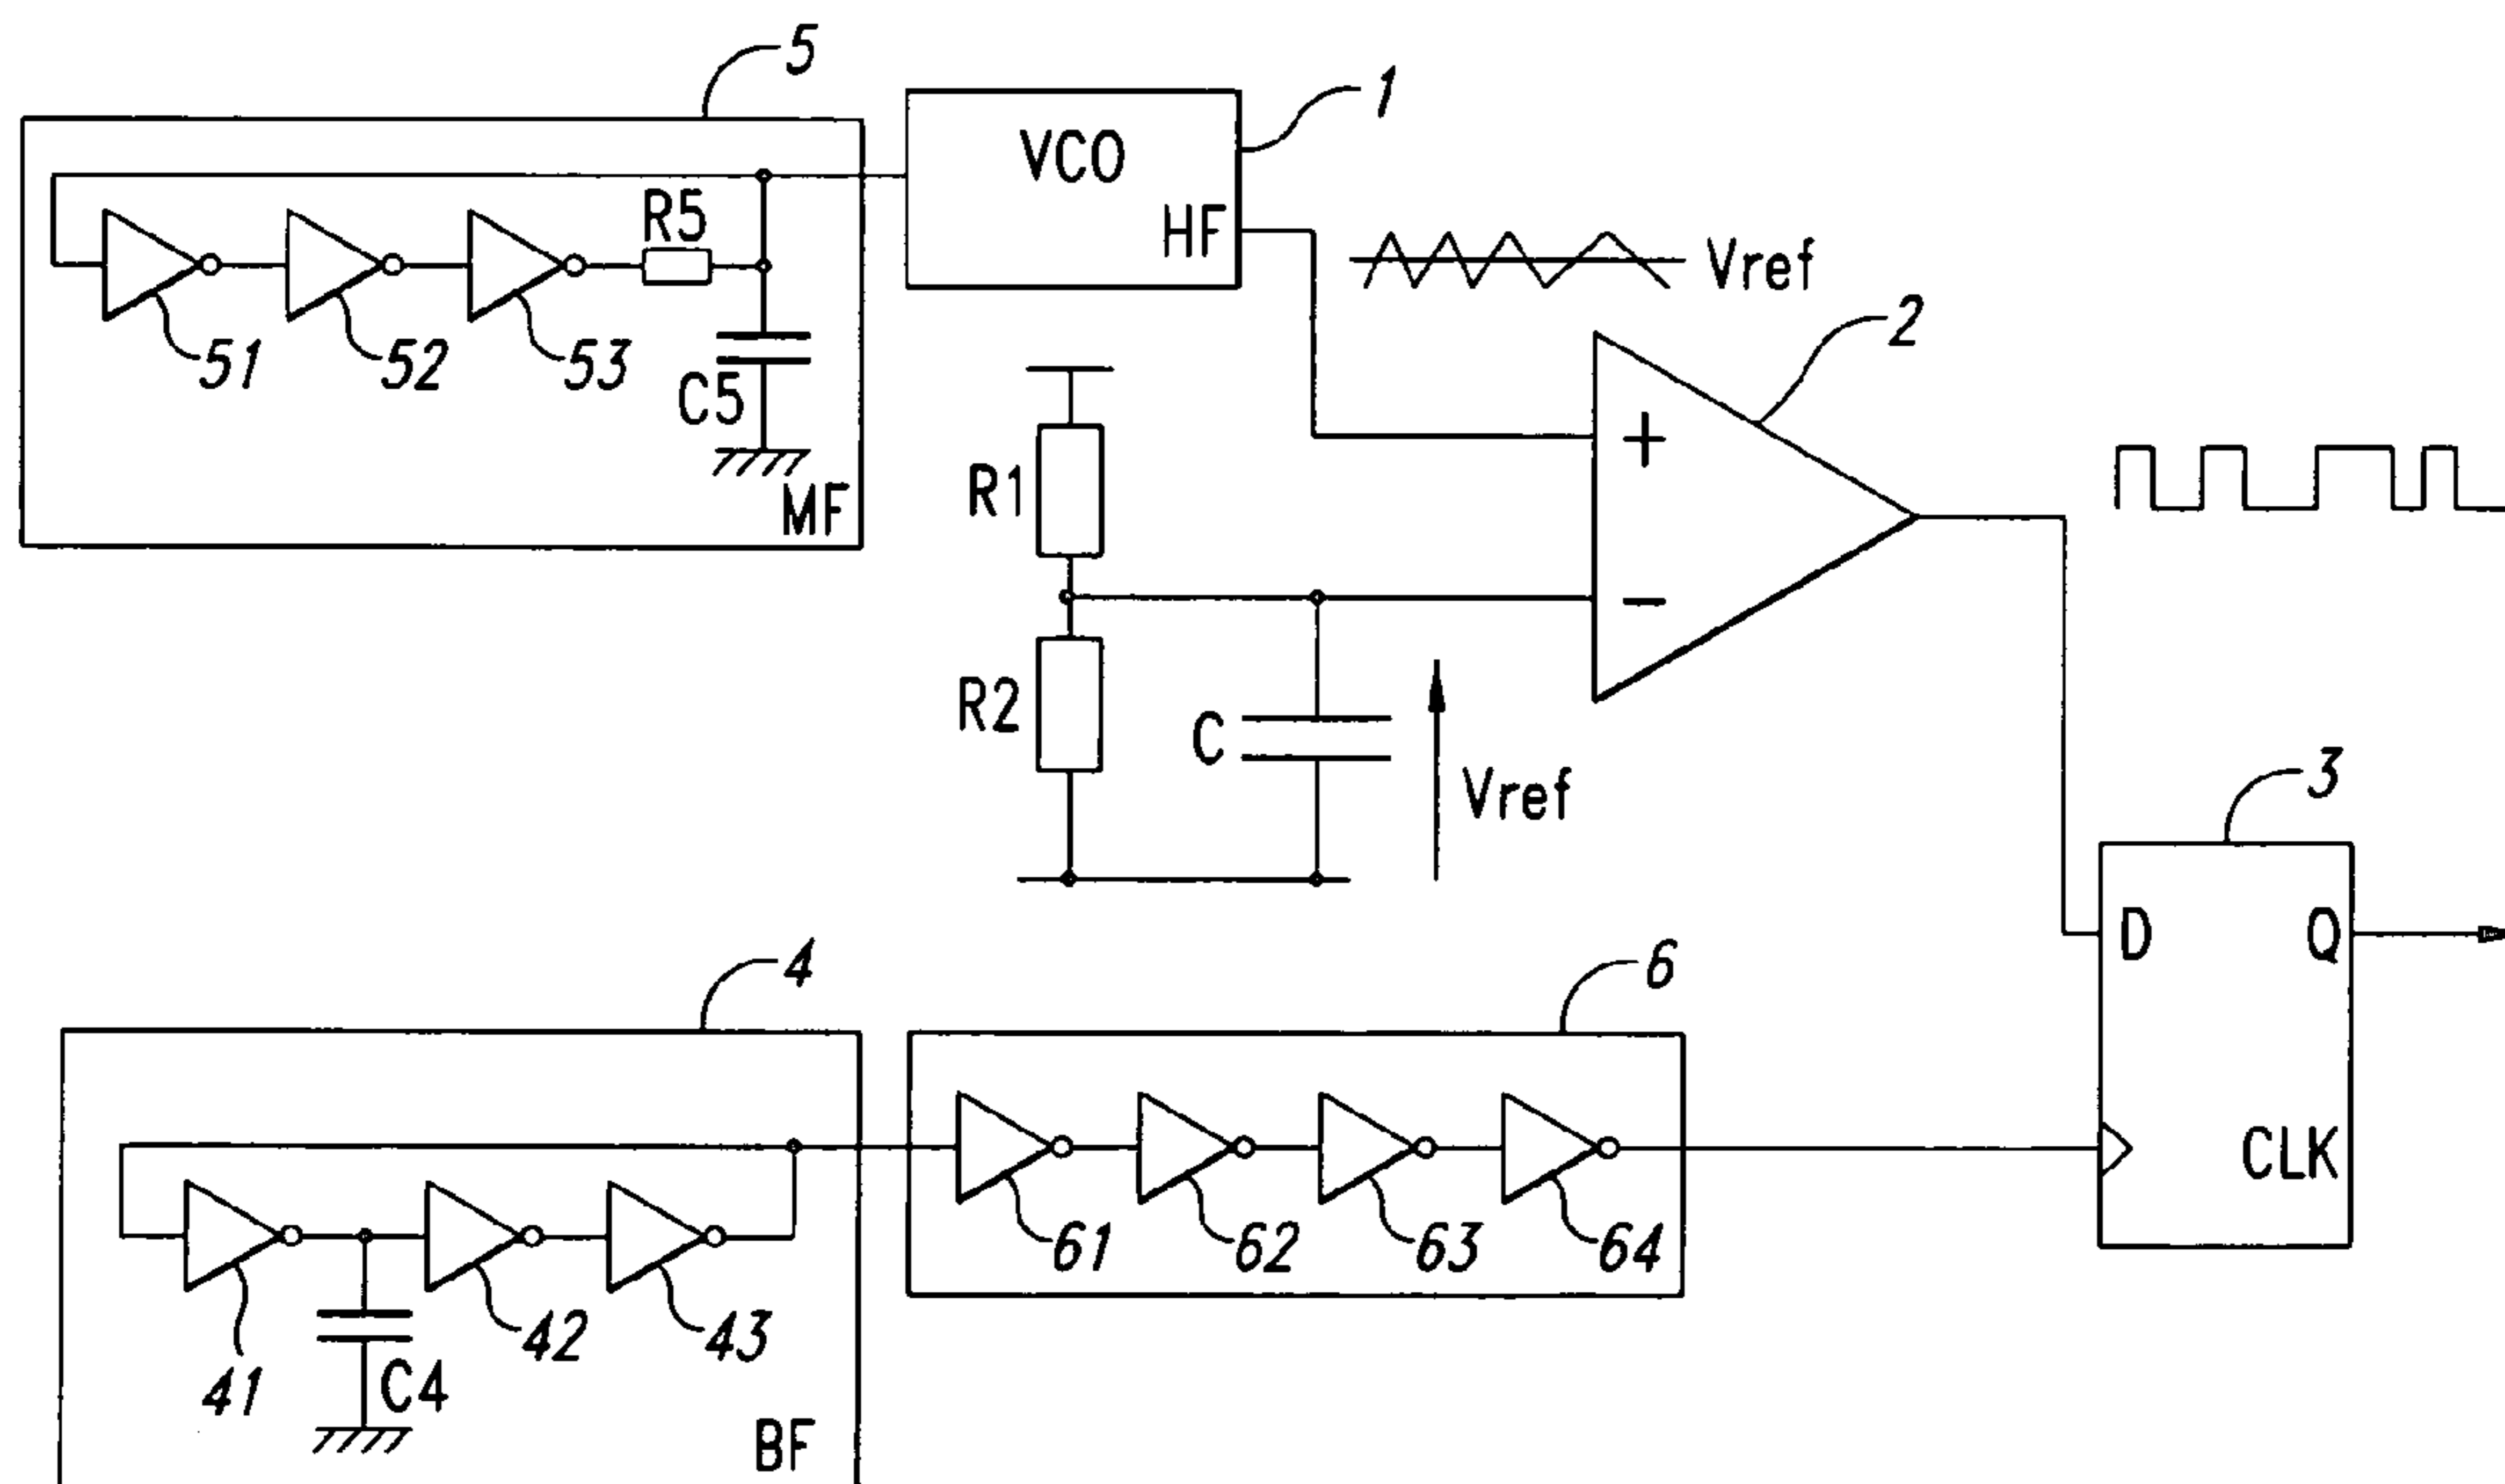 5
1
VCO
HF
R5
Vref
51
52
53
C5
MF
2
+
R1
−
R2
C
Vref
3
D
Q
4
6
CLK
61
62
63
64
41
42
43
C4
BF